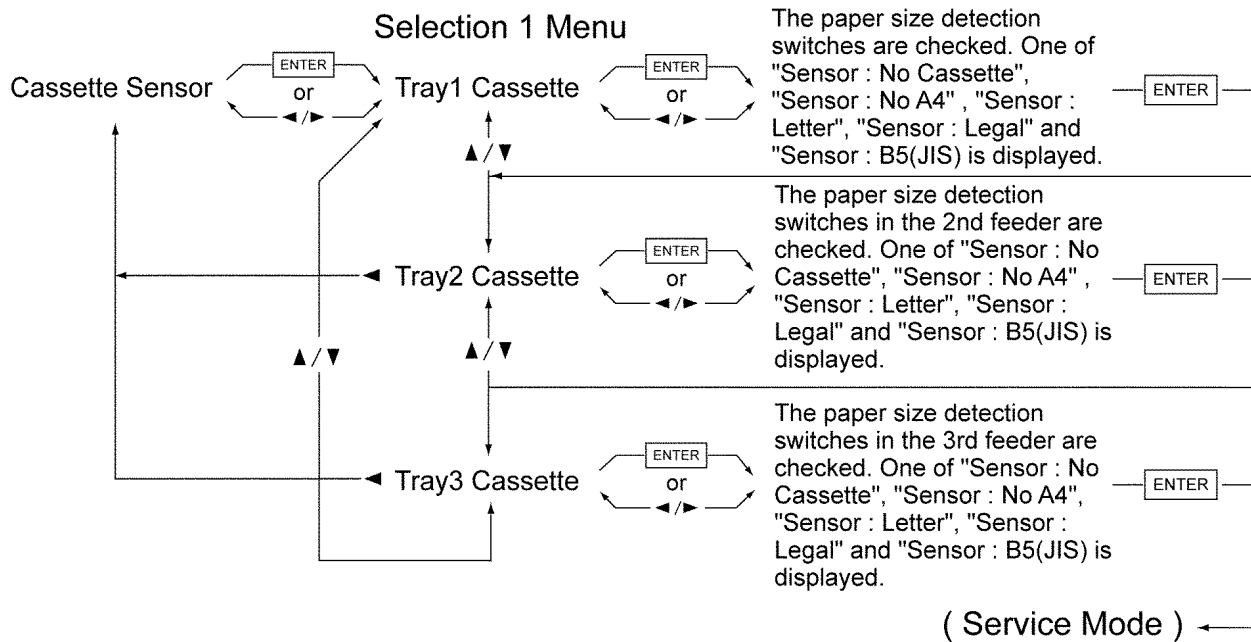 Selection 1 Menu
Cassette Sensor
ENTER
or
◄/►
Tray1 Cassette
ENTER
or
◄/►
The paper size detection
switches are checked. One of
"Sensor : No Cassette",
"Sensor : No A4" , "Sensor :
Letter", "Sensor : Legal" and
"Sensor : B5(JIS) is displayed.
ENTER
▲/▼
Tray2 Cassette
ENTER
or
◄/►
The paper size detection
switches in the 2nd feeder are
checked. One of "Sensor : No
Cassette", "Sensor : No A4" ,
"Sensor : Letter", "Sensor :
Legal" and "Sensor : B5(JIS) is
displayed.
ENTER
▲/▼
▲/▼
Tray3 Cassette
ENTER
or
◄/►
The paper size detection
switches in the 3rd feeder are
checked. One of "Sensor : No
Cassette", "Sensor : No A4",
"Sensor : Letter", "Sensor :
Legal" and "Sensor : B5(JIS) is
displayed.
ENTER
( Service Mode )